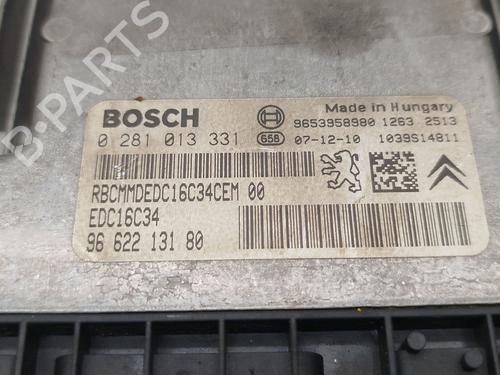 B-PARTS
BOSCH
Made in Hungary
9653958980 1263 2513
0 281 013 331
658
07-12-10 1039S14811
RBCMMDEDC16C34CEM 00
EDC16C34
96 622 131 80